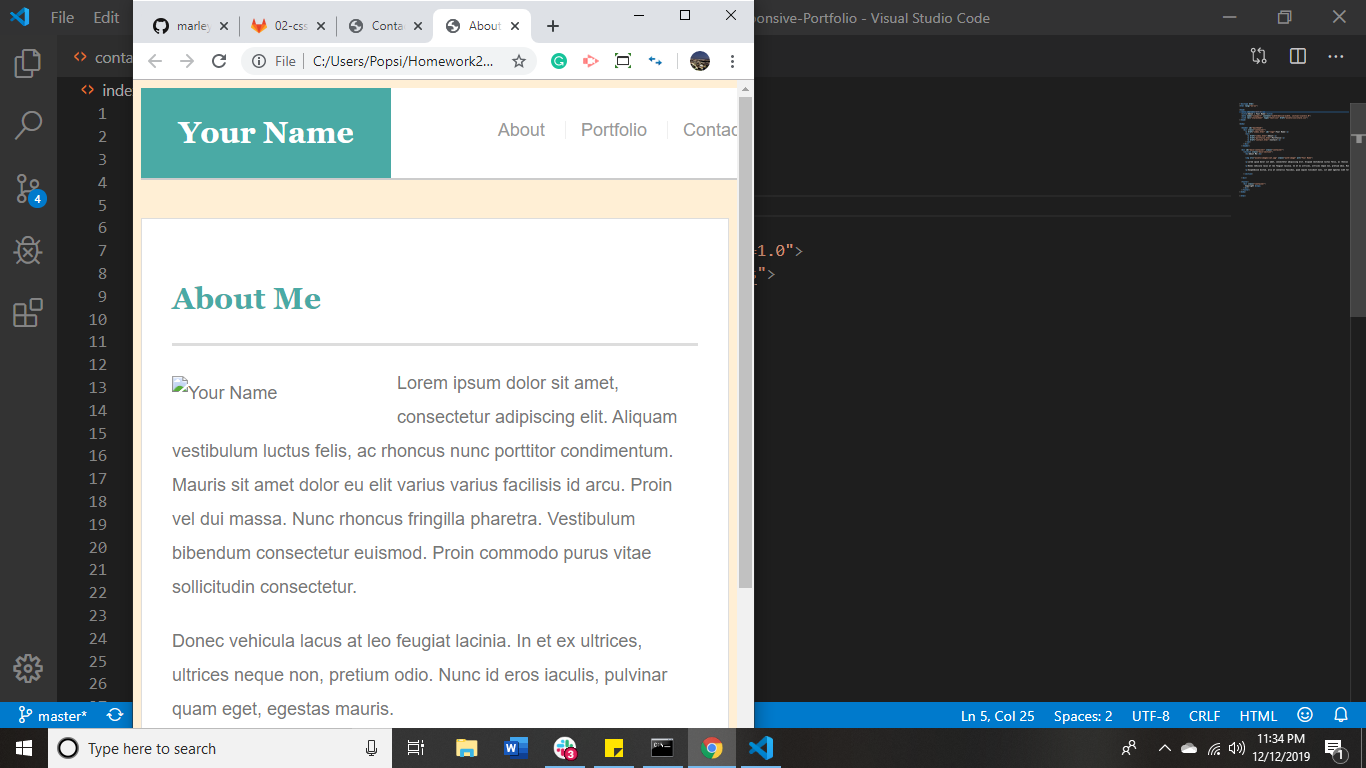 File Edit
ponsive-Portfolio - Visual Studio Code
marley
02-css
Conta
About
File C:/Users/Popsi/Homework2...
conta
inde
Your Name
About Portfolio Contac
About Me
Your Name
Lorem ipsum dolor sit amet,
consectetur adipiscing elit. Aliquam
vestibulum luctus felis, ac rhoncus nunc porttitor condimentum.
Mauris sit amet dolor eu elit varius varius facilisis id arcu. Proin
vel dui massa. Nunc rhoncus fringilla pharetra. Vestibulum
bibendum consectetur euismod. Proin commodo purus vitae
sollicitudin consectetur.
Donec vehicula lacus at leo feugiat lacinia. In et ex ultrices,
ultrices neque non, pretium odio. Nunc id eros iaculis, pulvinar
quam eget, egestas mauris.
1
2
3
4
5
6
7
8
9
10
11
12
13
14
15
16
17
18
19
20
21
22
23
24
25
26
=1.0">
">
4
master*
Ln 5, Col 25 Spaces: 2 UTF-8 CRLF HTML
Type here to search
3
11:34 PM
12/12/2019
1